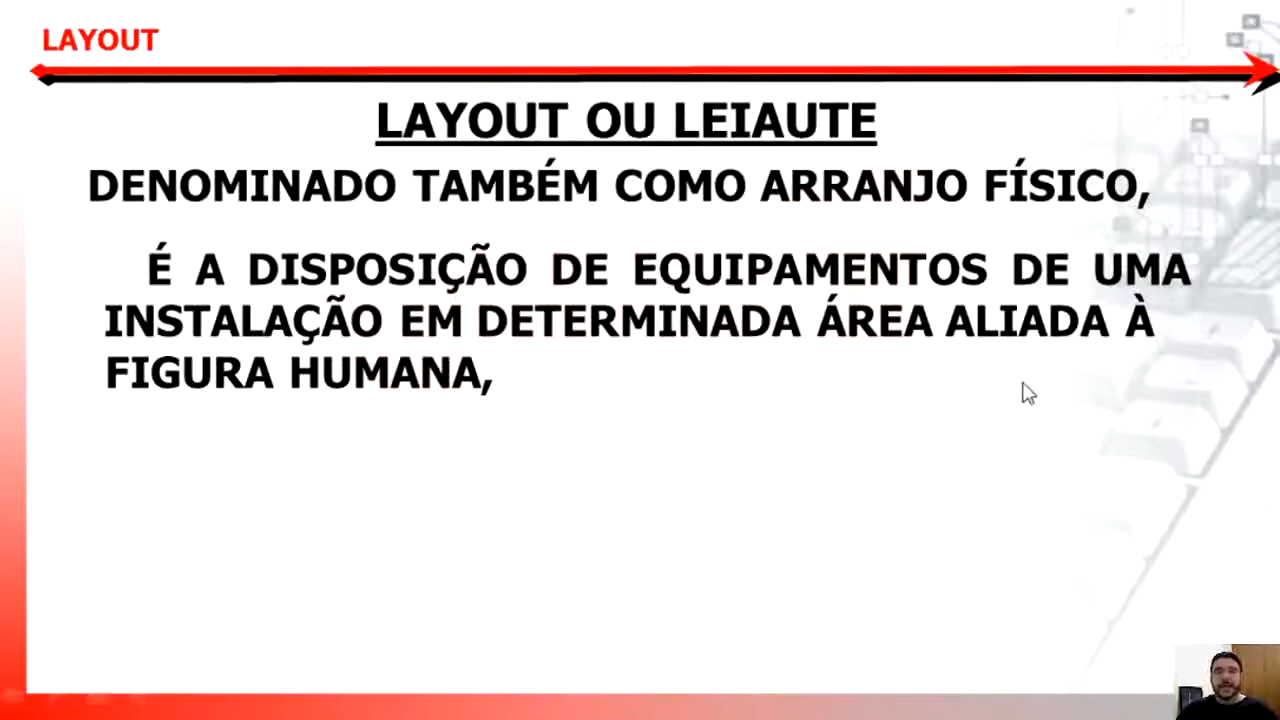 LAYOUT
LAYOUT OU LEIAUTE
DENOMINADO TAMBÉM COMO ARRANJO FÍSICO,
É A DISPOSIÇÃO DE EQUIPAMENTOS DE UMA
INSTALAÇÃO EM DETERMINADA ÁREA ALIADA À
FIGURA HUMANA,